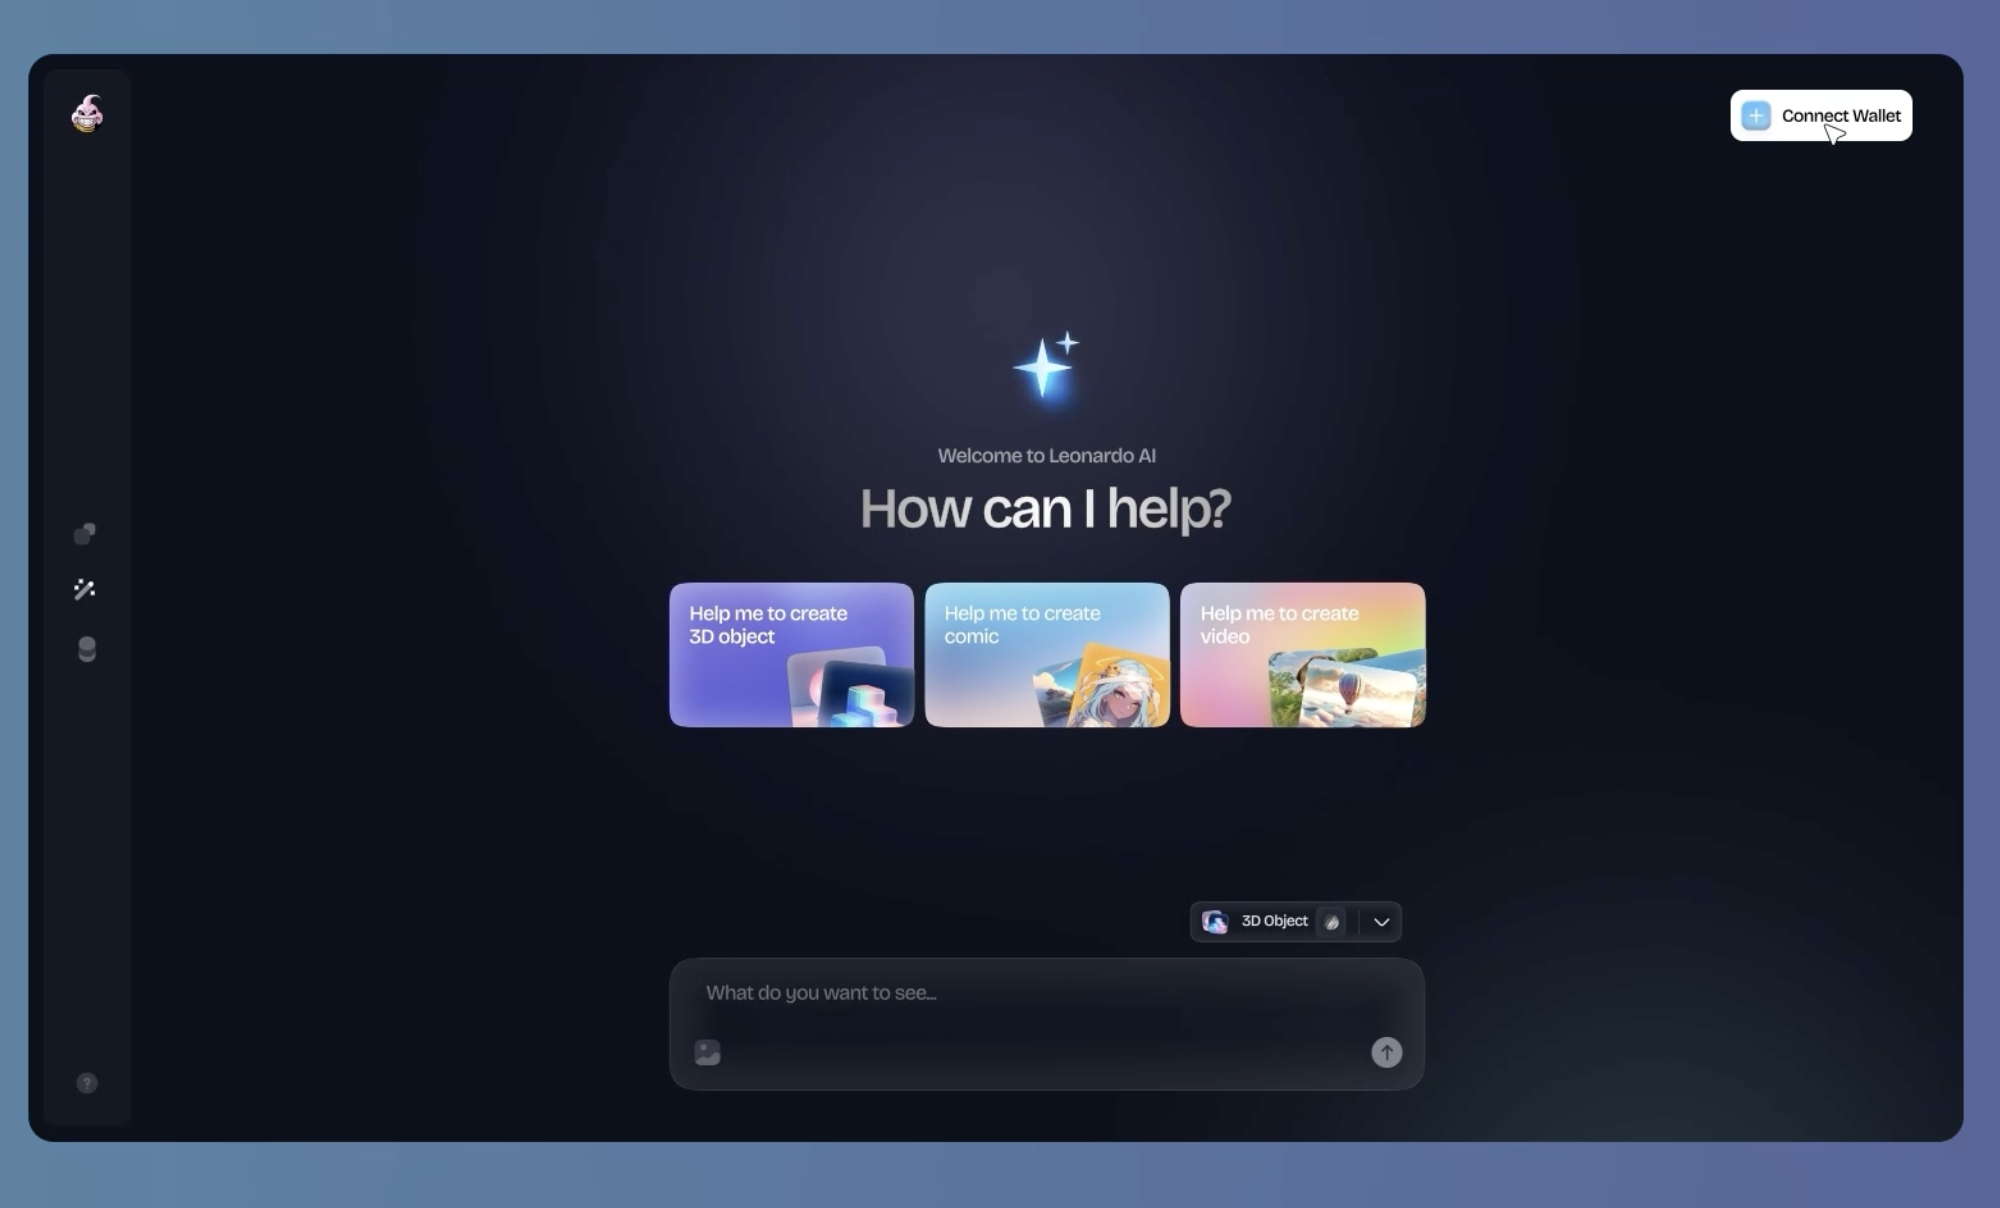 Connect Wallet
Welcome to Leonardo AI
How can I help?
Help me to create
3D object
Help me to create
comic
Help me to create
video
3D Object
What do you want to see...
?